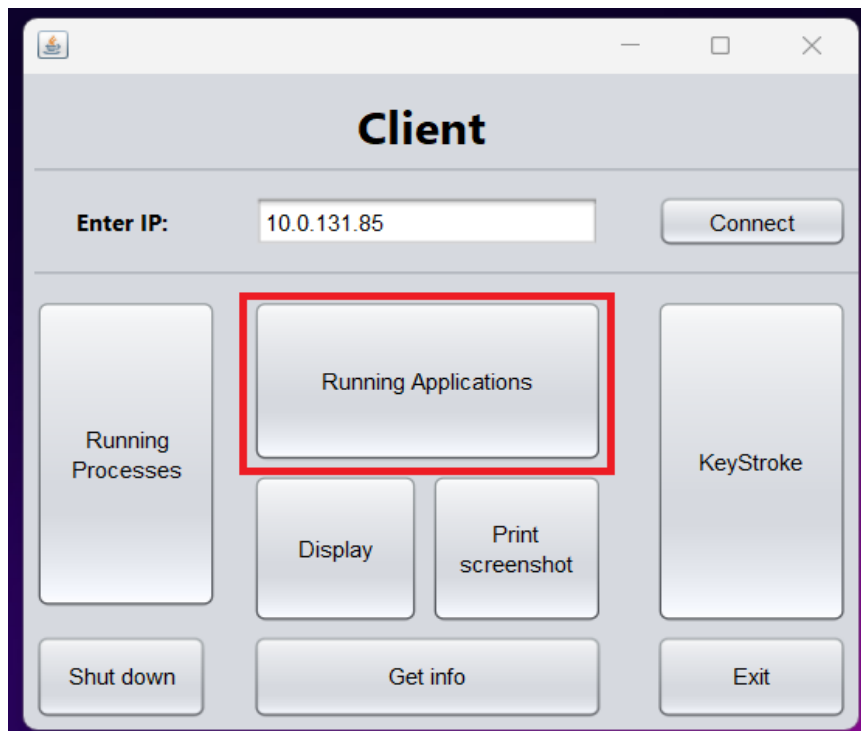 Client
Enter IP:
10.0.131.85
Connect
Running
Processes
Running Applications
KeyStroke
Display
Print
screenshot
Shut down
Get info
Exit